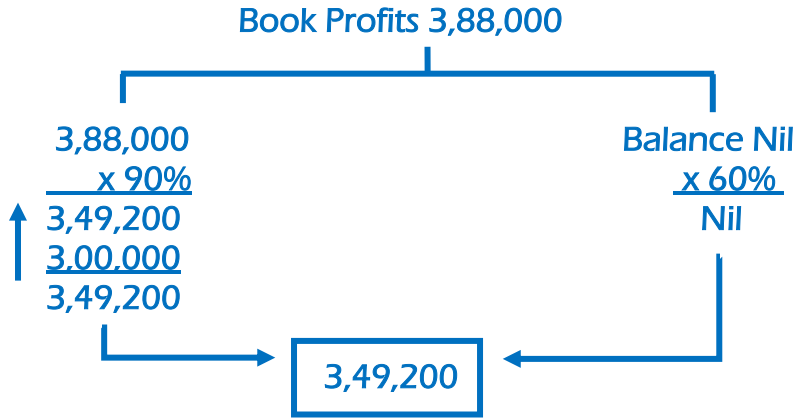 Book Profits 3,88,000
3,88,000
x 90%
3,49,200
3,00,000
3,49,200
Balance Nil
x 60%
Nil
3,49,200